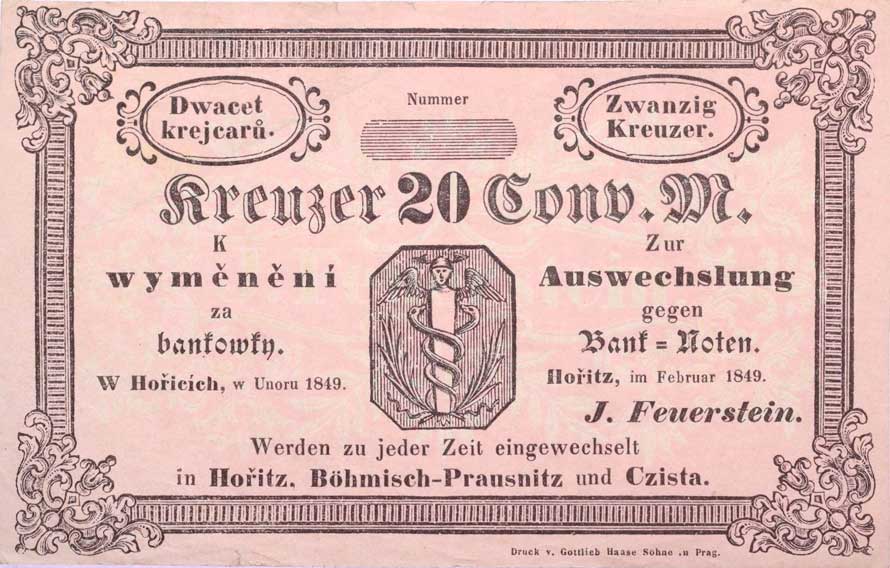 Dwacet
krejcarů.
Nummer
Zwanzig
Kreuzer.
Kreuzer 20 Conv. M.
K
wyměnění
za
bankowky.
W Hořicích, w Unoru 1849.
Zur
Auswechslung
gegen
Bank = Noten.
Hořitz, im Februar 1849.
J. Feuerstein.
Werden zu jeder Zeit eingewechselt
in Hořitz, Böhmisch-Prausnitz und Czista.
Druck v. Gottlieb Haase Söhne in Prag.